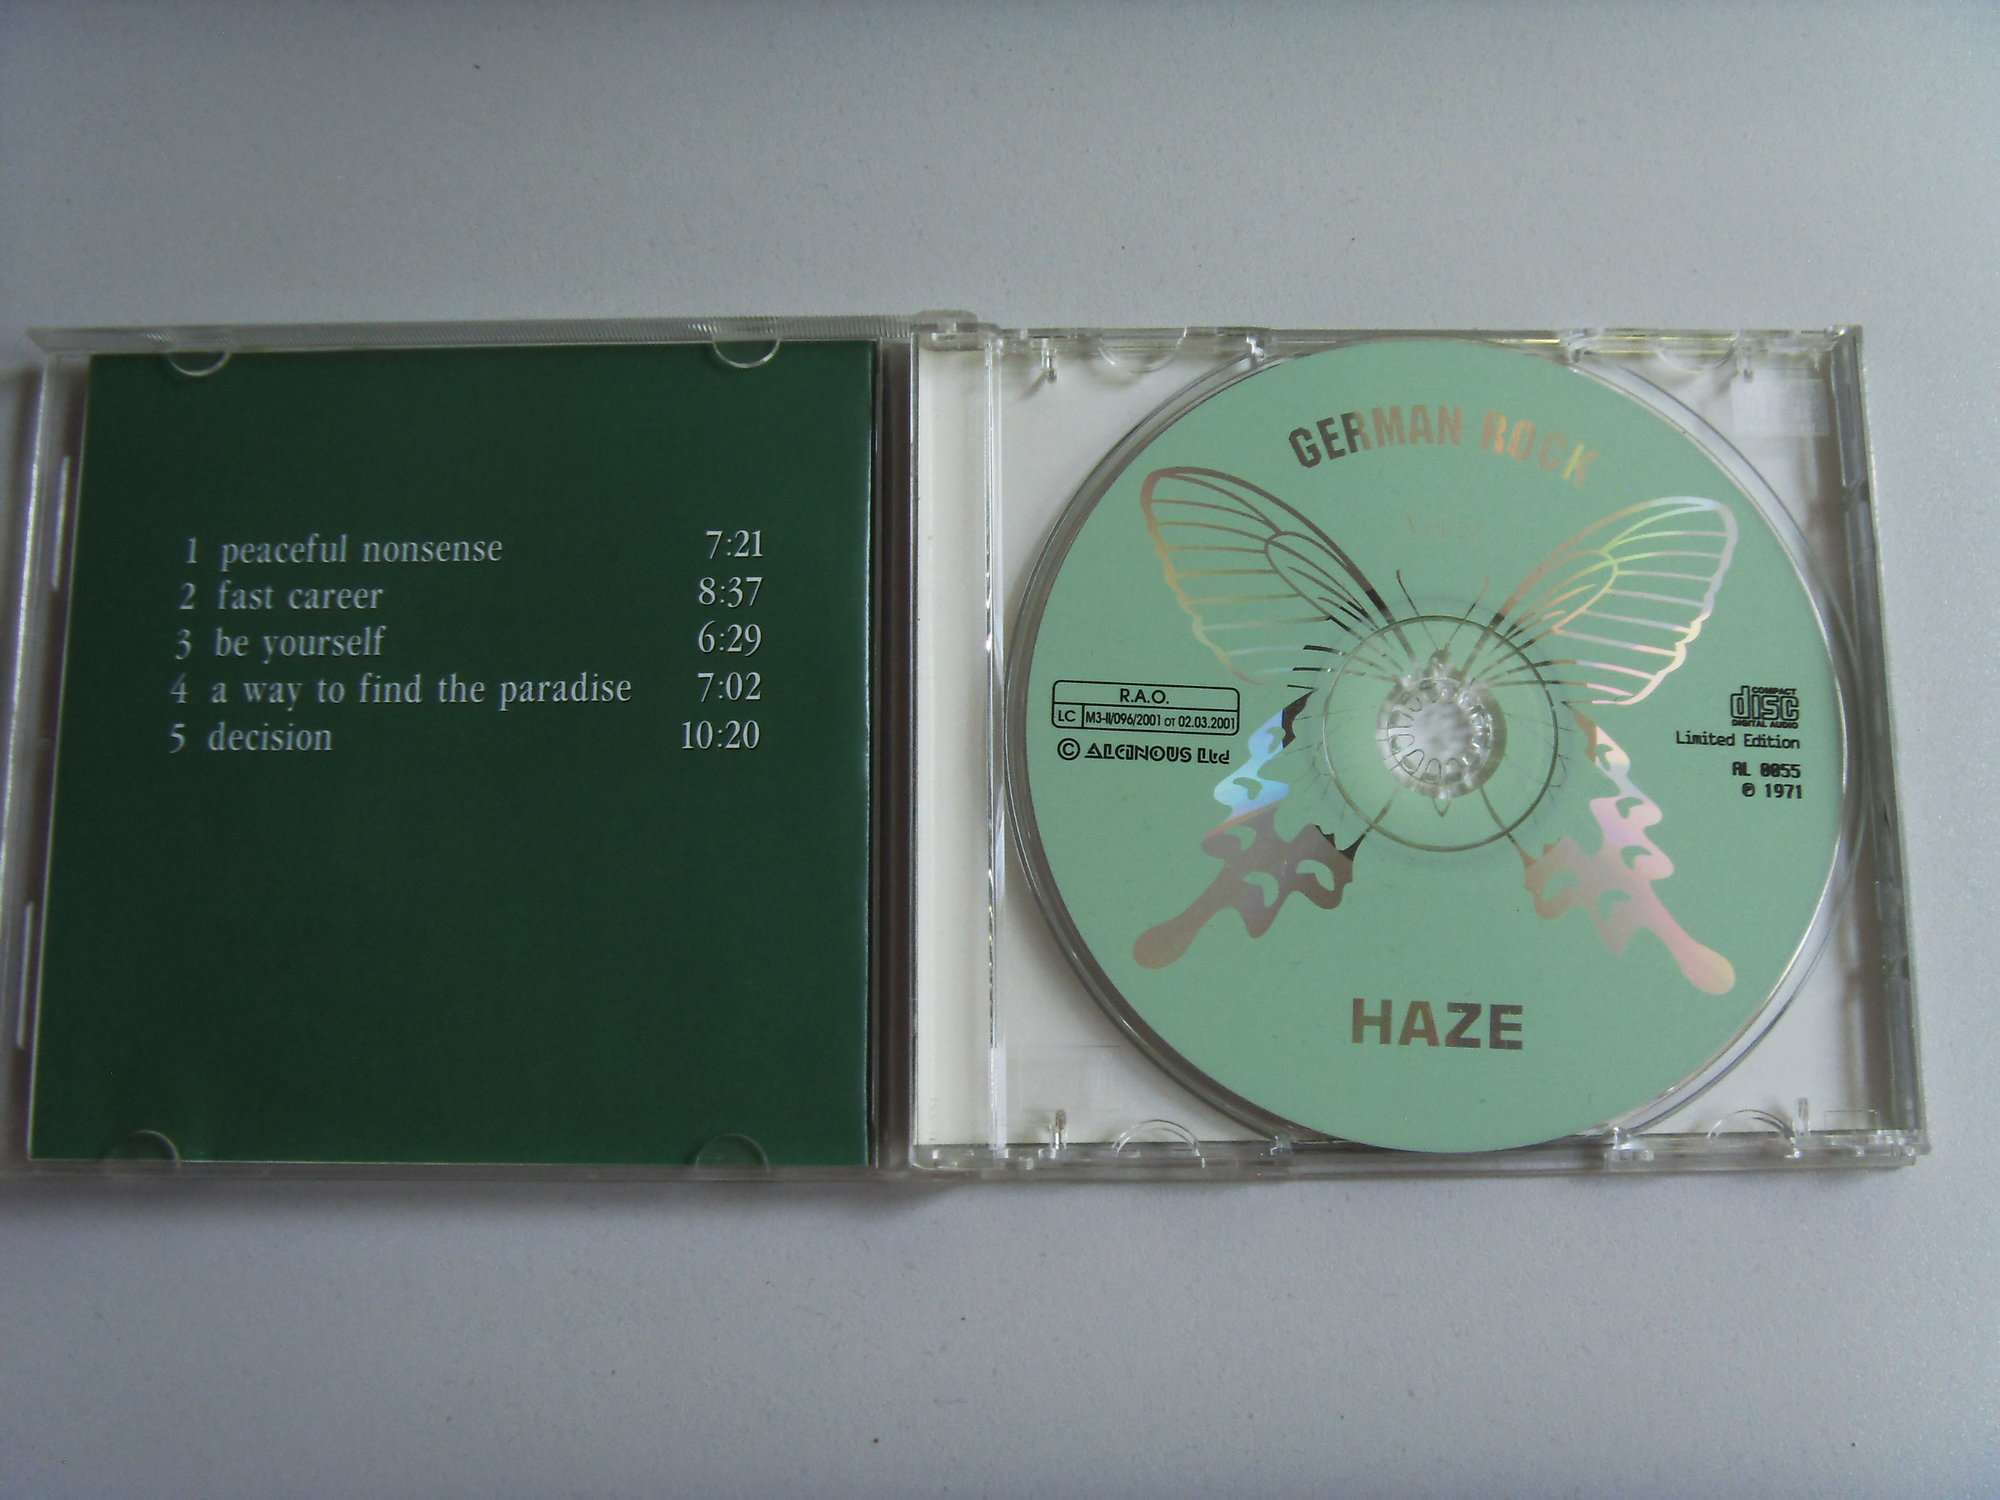 1 peaceful nonsense 7:21
2 fast career 8:37
3 be yourself 6:29
4 a way to find the paradise 7:02
5 decision 10:20
GERMAN ROCK
R.A.O.
LC M3-II/096/2001 от 02.03.2001
© ALCINOUS Ltd
COMPACT
disc
DIGITAL AUDIO
Limited Edition
AL 0055
℗ 1971
HAZE